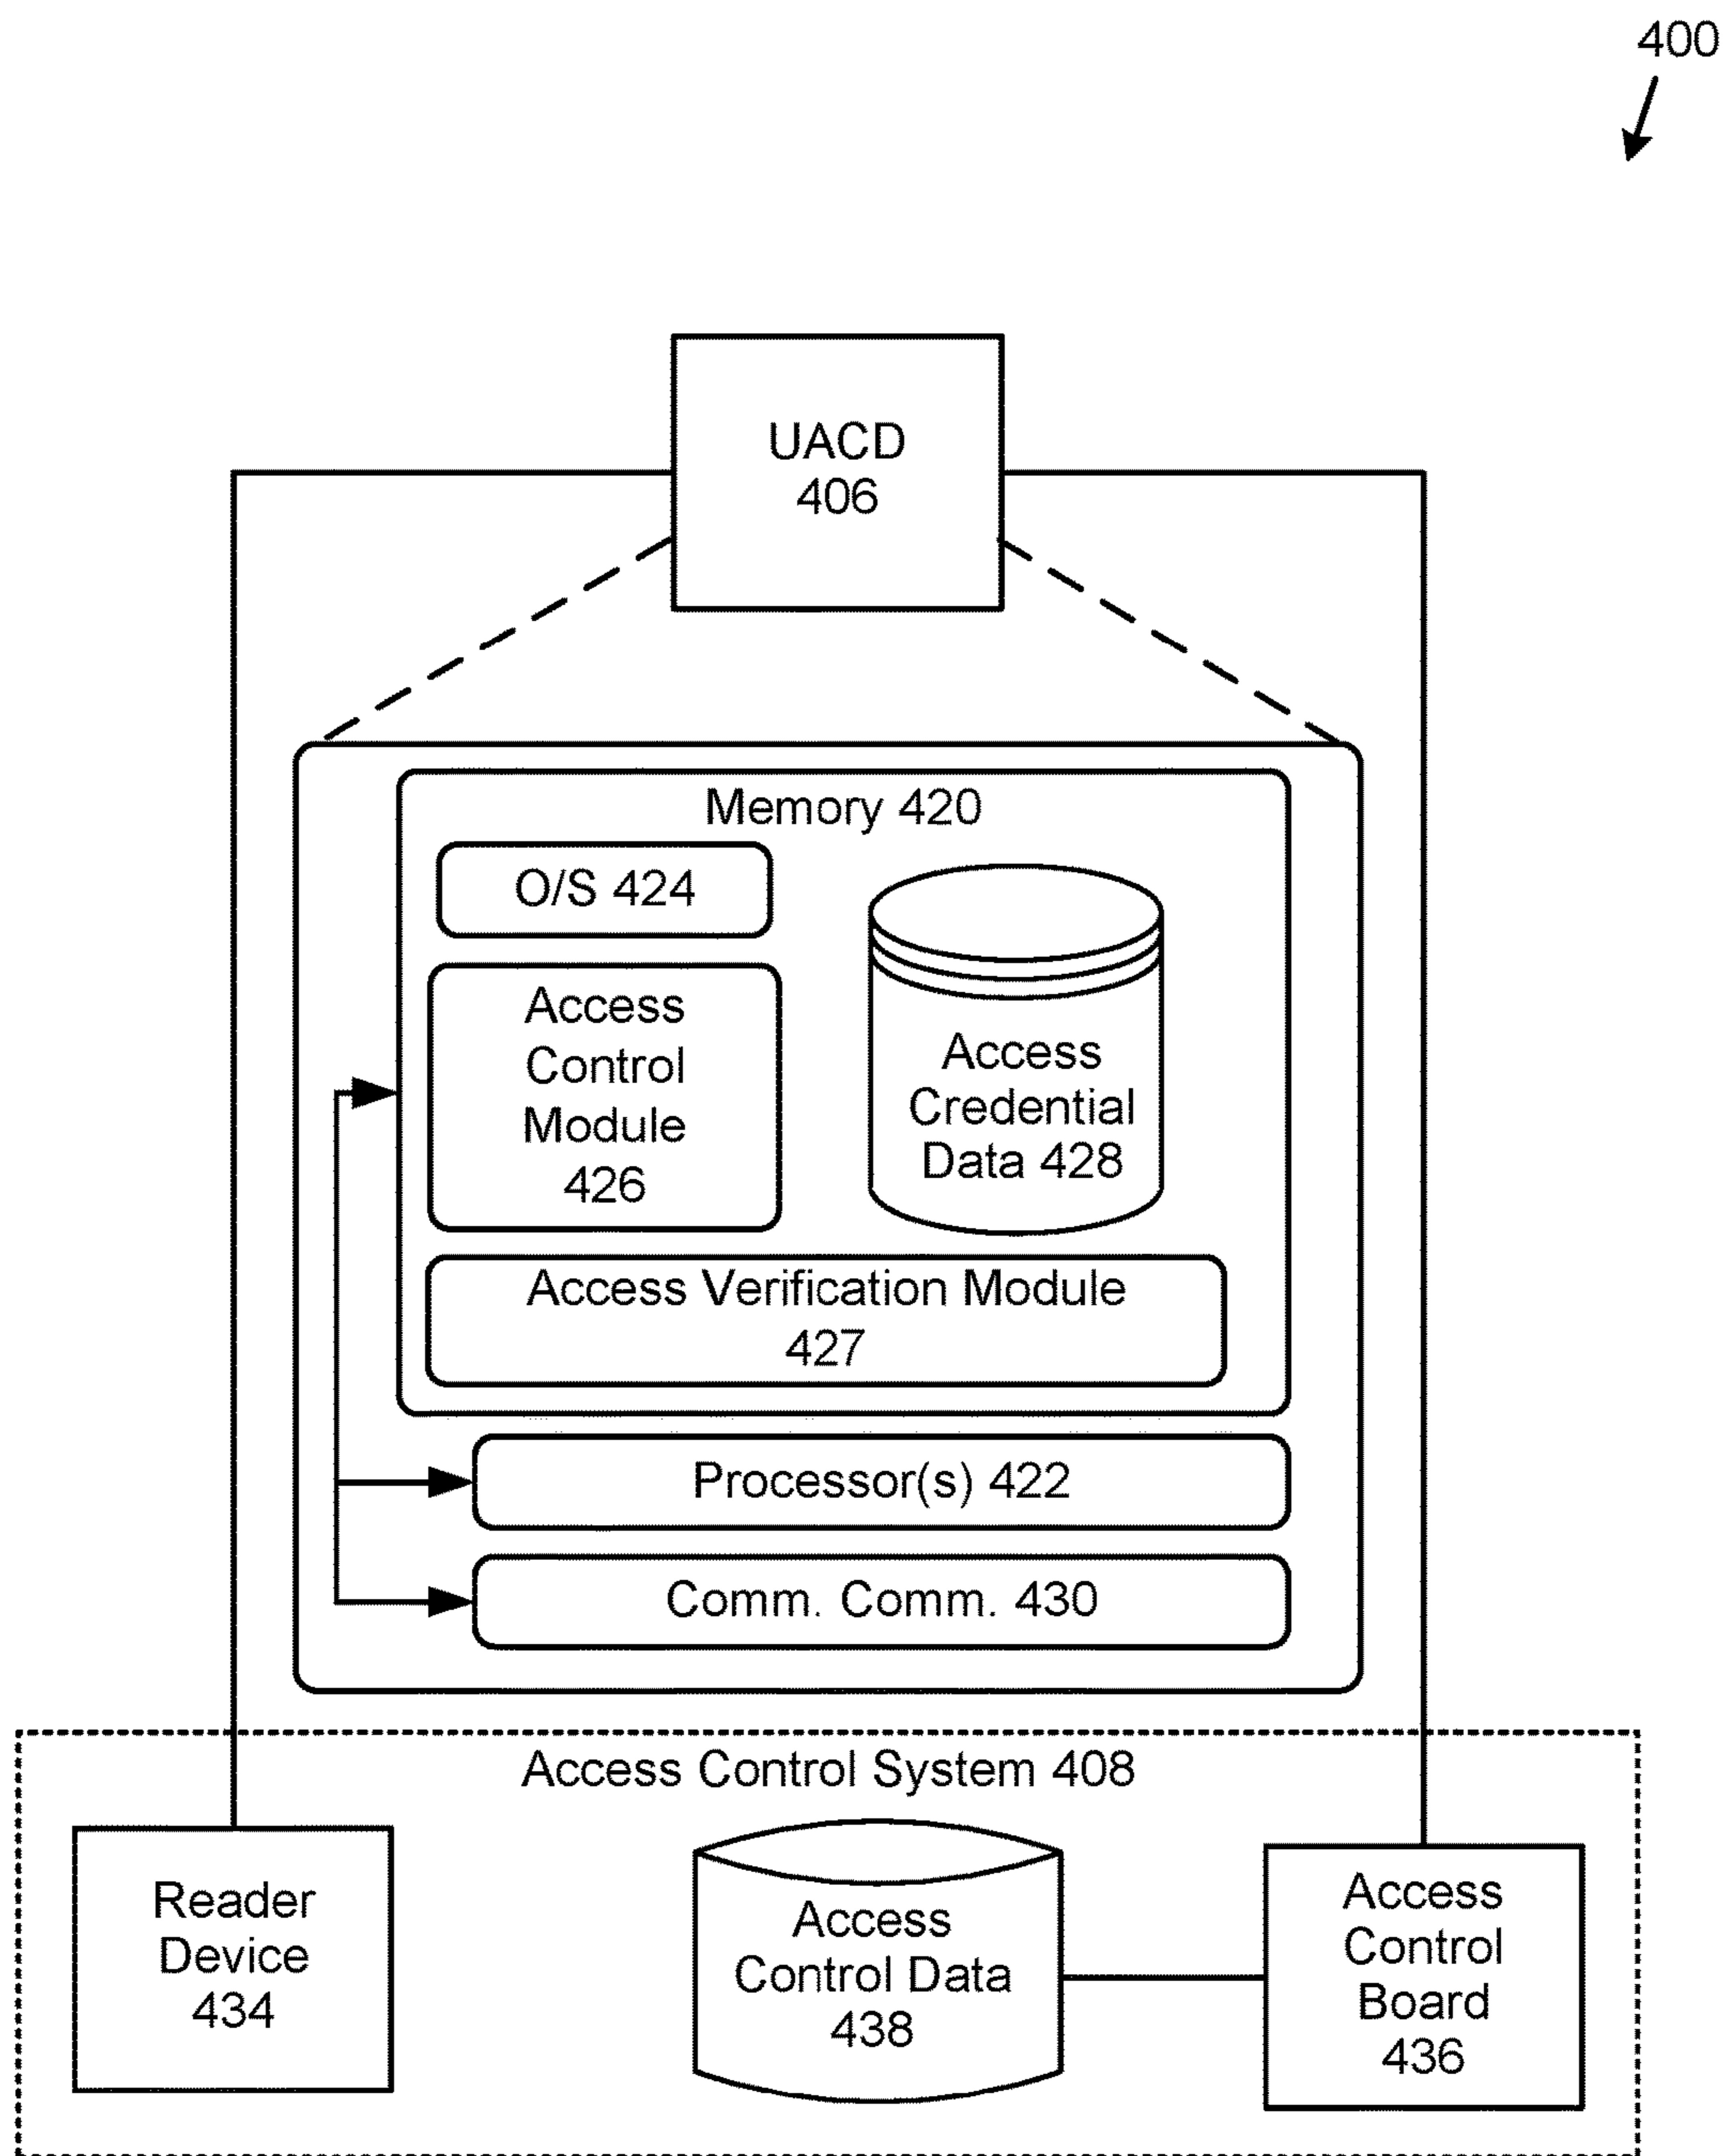 400
UACD
406
Memory 420
O/S 424
Access
Control
Module
426
Access
Credential
Data 428
Access Verification Module
427
Processor(s) 422
Comm. Comm. 430
Access Control System 408
Reader
Device
434
Access
Control Data
438
Access
Control
Board
436